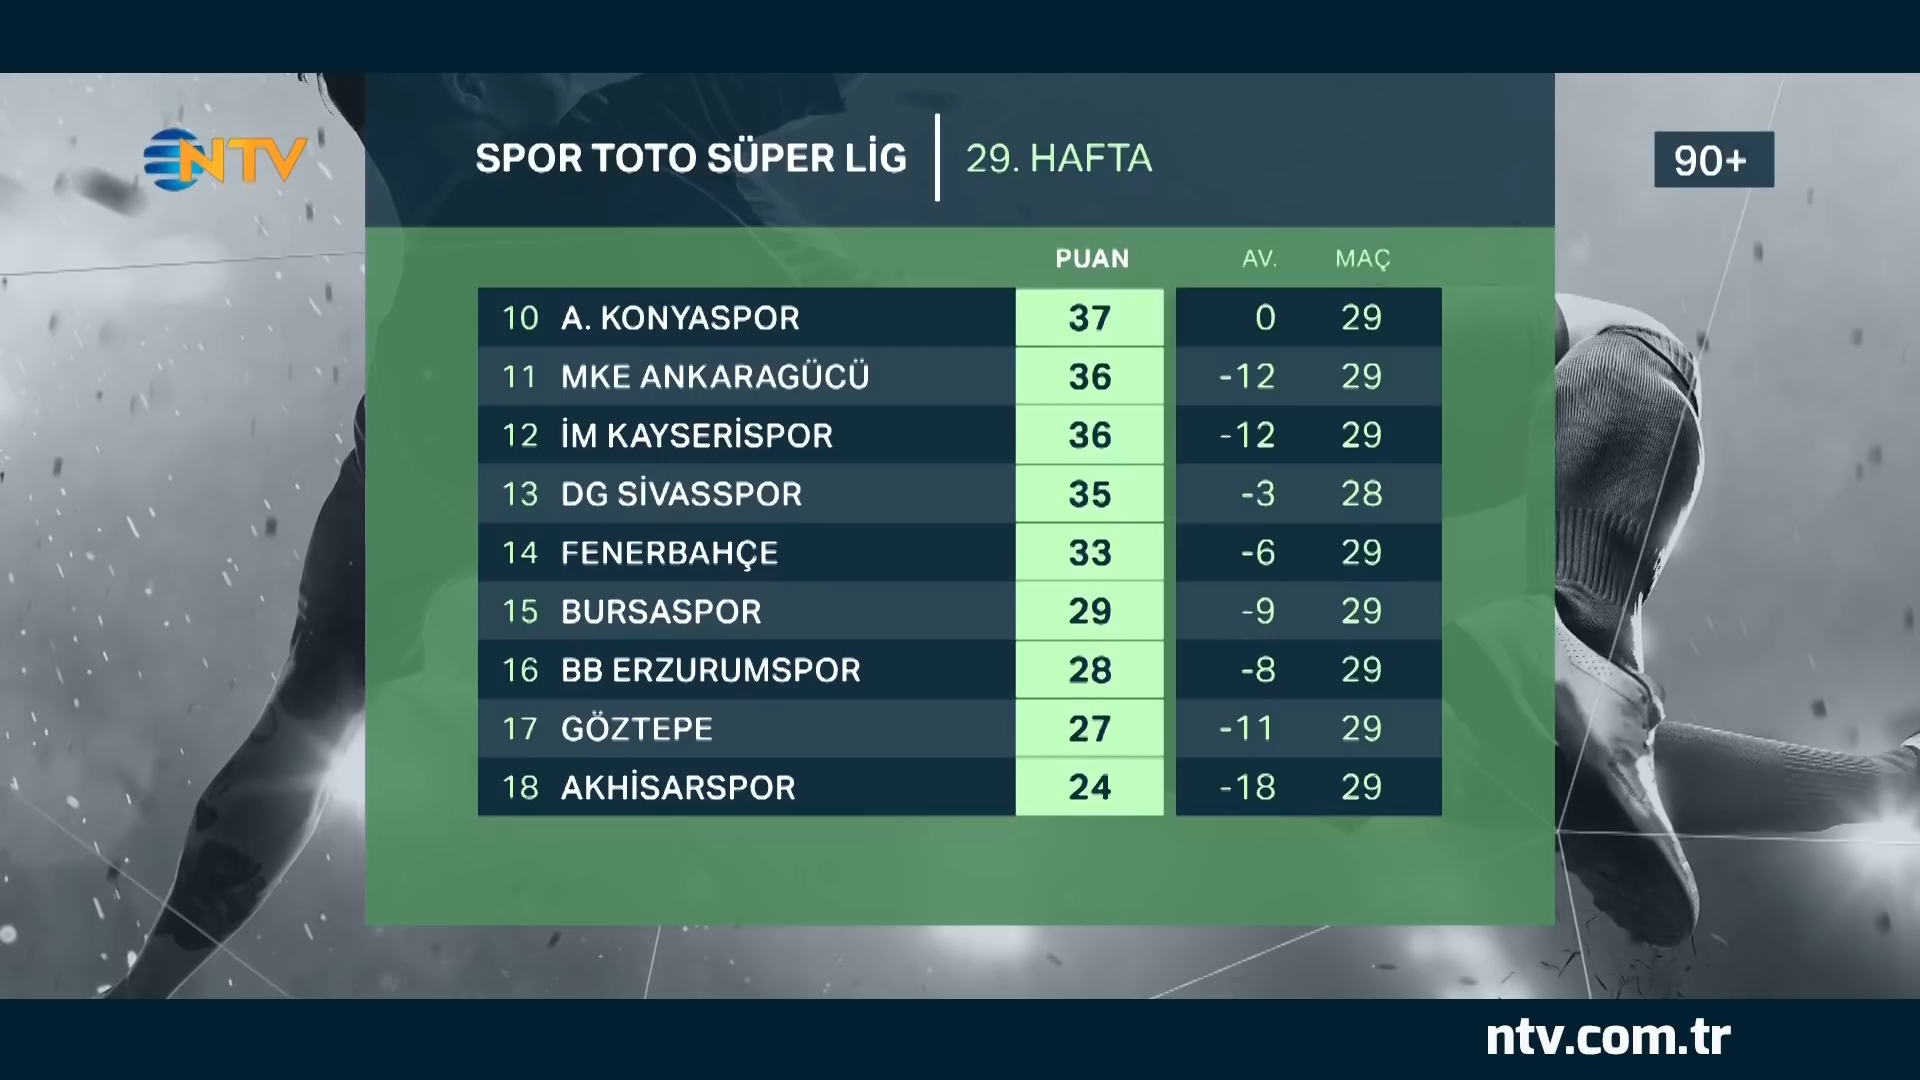 NTV
SPOR TOTO SÜPER LİG 29. HAFTA
90+
PUAN AV. MAÇ
10 A. KONYASPOR 37 0 29
11 MKE ANKARAGÜCÜ 36 -12 29
12 İM KAYSERİSPOR 36 -12 29
13 DG SİVASSPOR 35 -3 28
14 FENERBAHÇE 33 -6 29
15 BURSASPOR 29 -9 29
16 BB ERZURUMSPOR 28 -8 29
17 GÖZTEPE 27 -11 29
18 AKHİSARSPOR 24 -18 29
ntv.com.tr